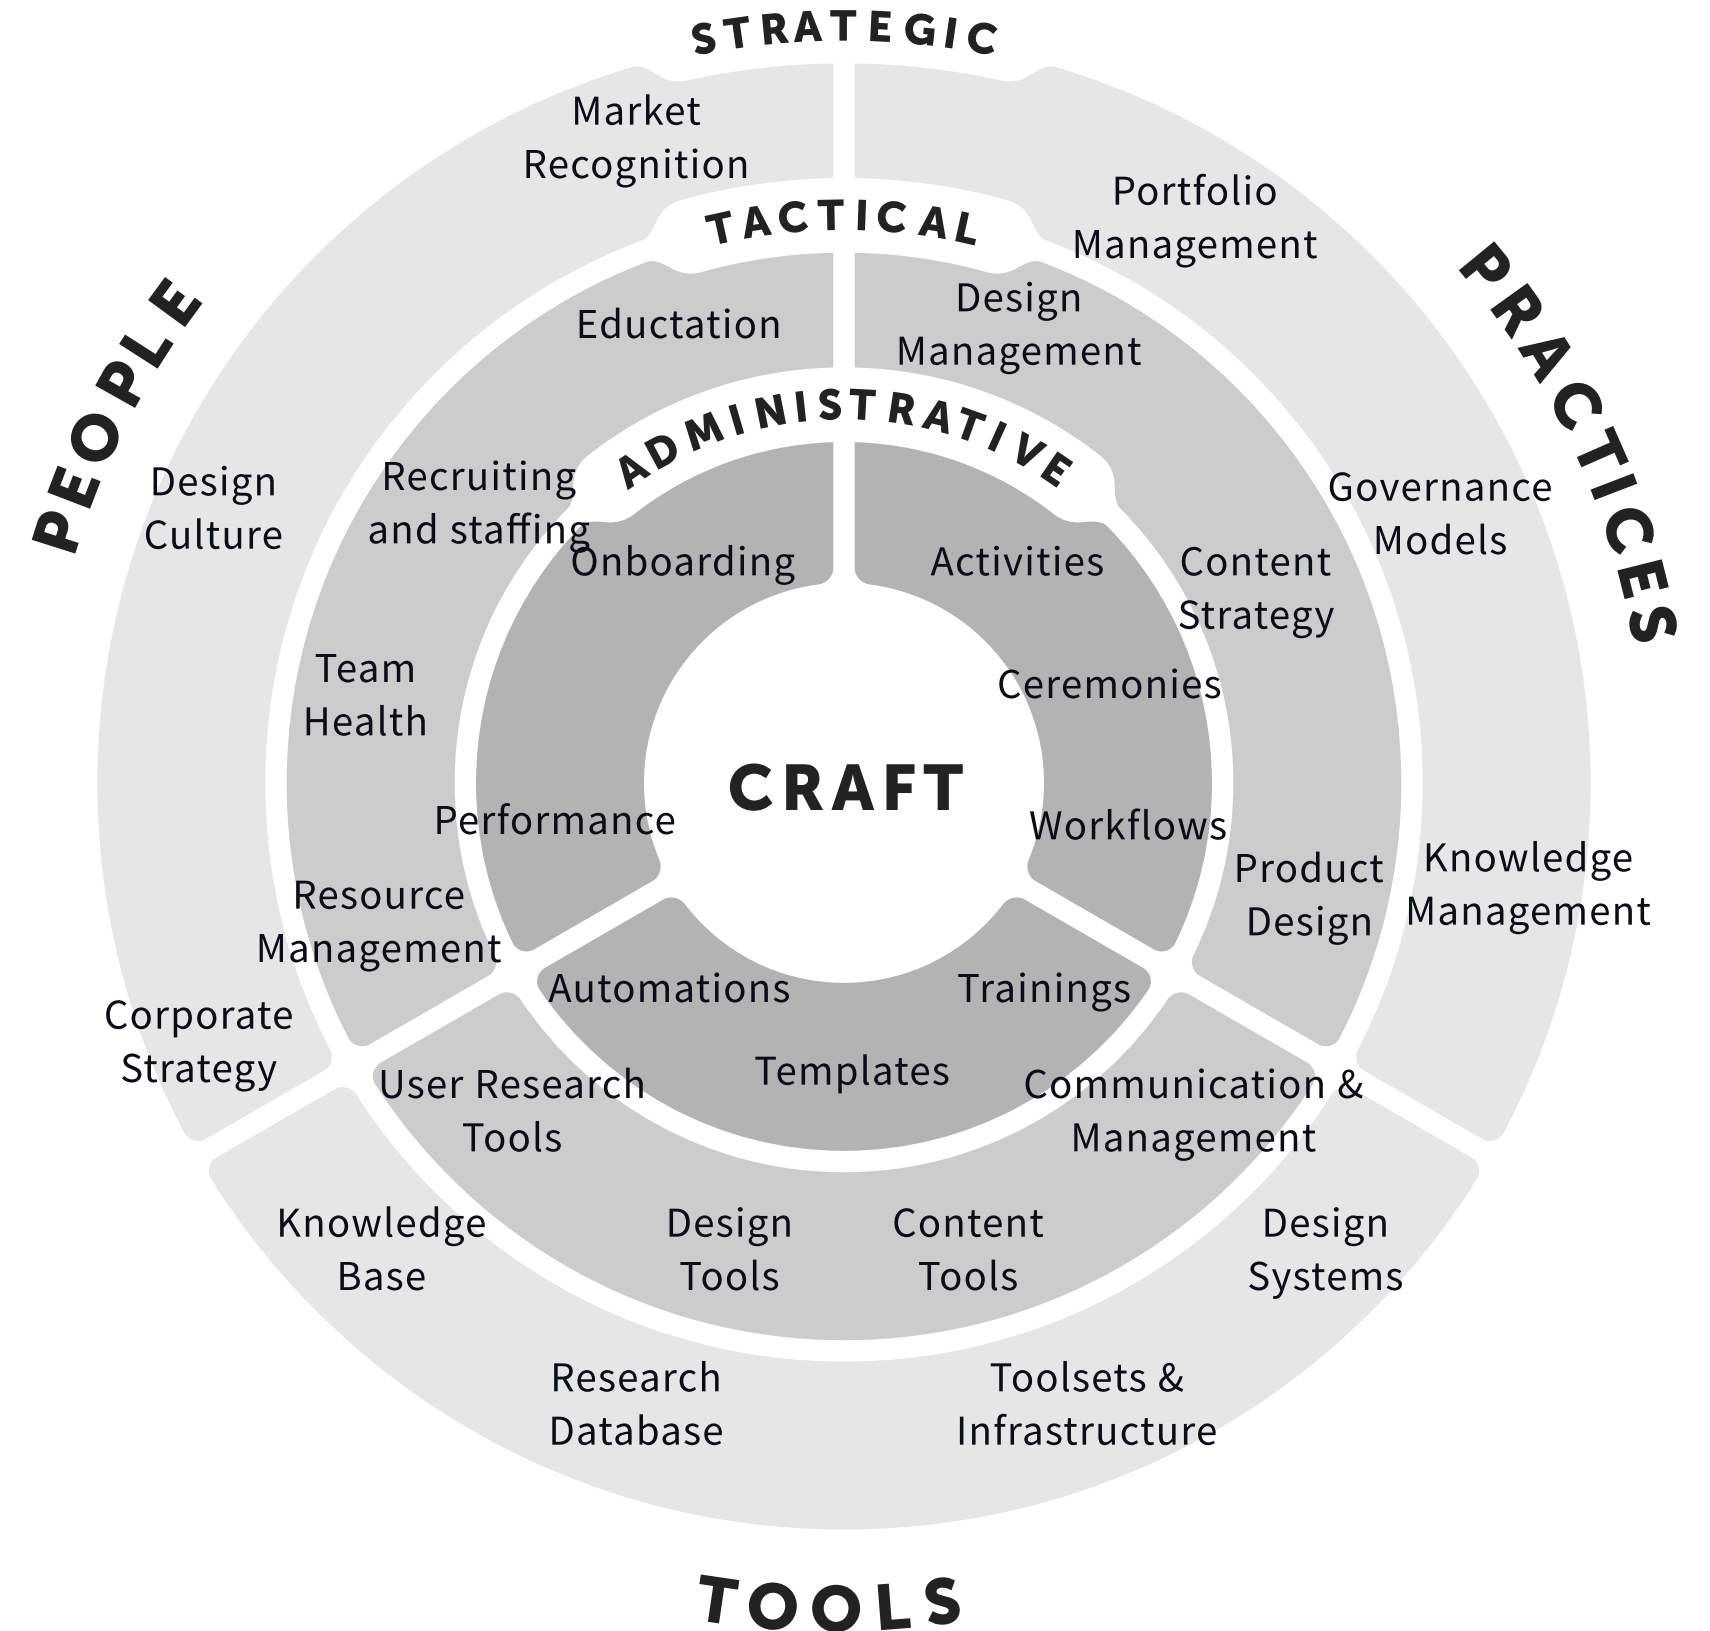 STRATEGIC
Market
Recognition
Portfolio
Management
TACTICAL
PEOPLE
PRACTICES
Eductation
Design
Management
ADMINISTRATIVE
Design
Culture
Recruiting
and staffing
Governance
Models
Onboarding
Activities
Content
Strategy
Team
Health
Ceremonies
CRAFT
Performance
Workflows
Product
Design
Knowledge
Management
Resource
Management
Automations
Trainings
Corporate
Strategy
Templates
User Research
Tools
Communication &
Management
Knowledge
Base
Design
Tools
Content
Tools
Design
Systems
Research
Database
Toolsets &
Infrastructure
TOOLS